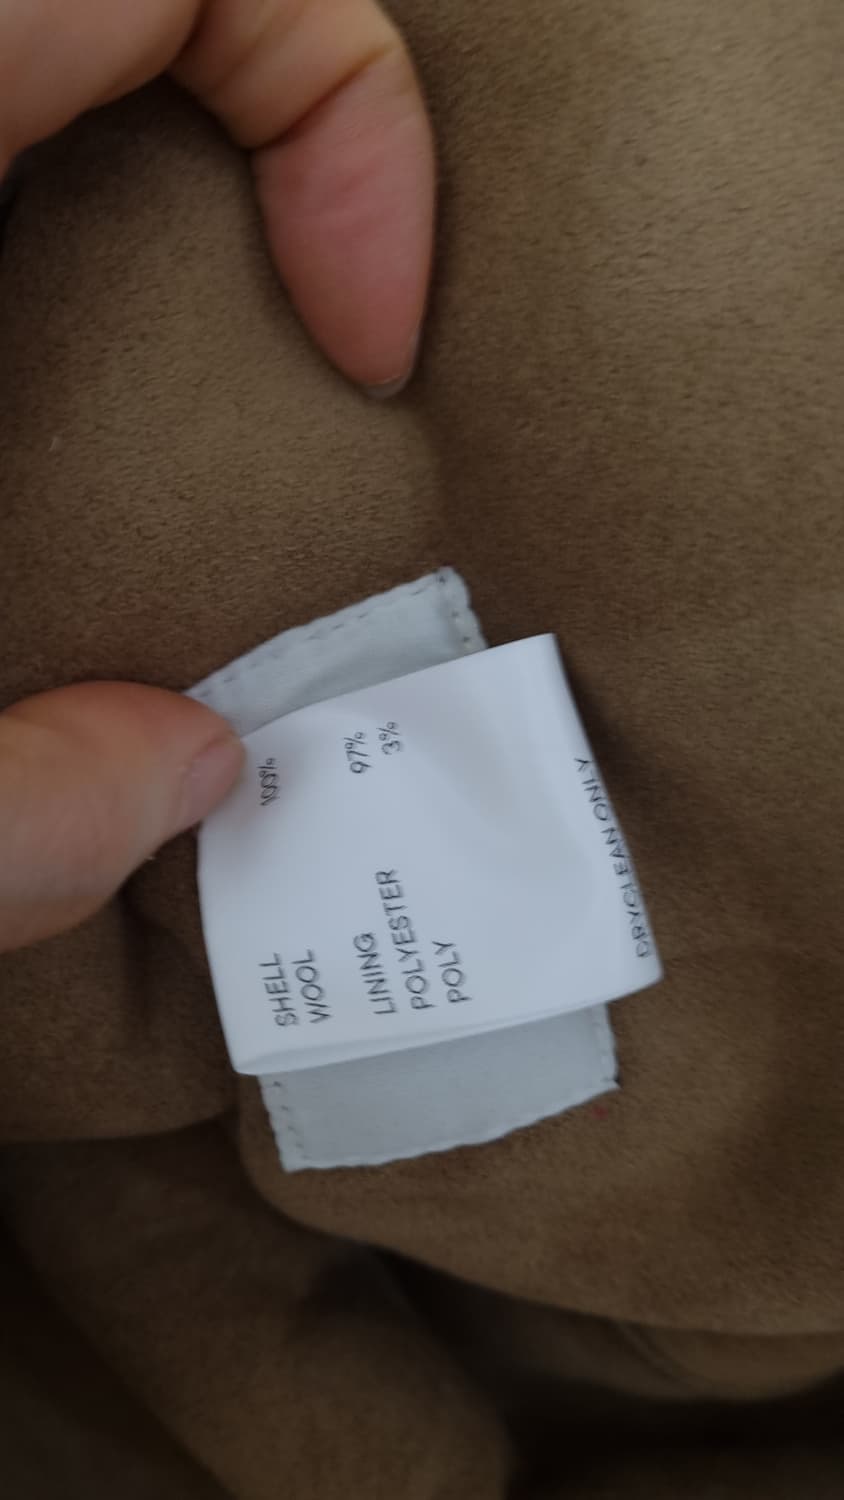 SHELL
WOOL 100%
LINING
POLYESTER 97%
POLY 3%
DRYCLEAN ONLY